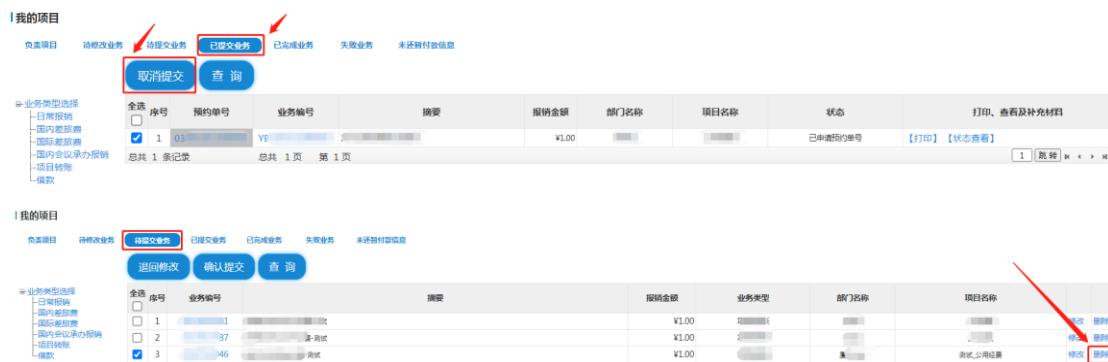 我的项目
负责项目 待修改业务 待提交业务 已提交业务 已完成业务 失败业务 未还暂付款信息
取消提交 查 询
业务类型选择
日常报销
国内差旅费
国际差旅费
国内会议承办报销
项目转账
借款
全选 序号 预约单号 业务编号 摘要 报销金额 部门名称 项目名称 状态 打印、查看及补充材料
1 03 YE ¥1.00 已申请预约单号 【打印】 【状态查看】
总共 1 条记录 总共 1页 第 1页 1 跳转
我的项目
负责项目 待修改业务 待提交业务 已提交业务 已完成业务 失败业务 未还暂付款信息
退回修改 确认提交 查 询
业务类型选择
日常报销
国内差旅费
国际差旅费
国内会议承办报销
项目转账
借款
全选 序号 业务编号 摘要 报销金额 业务类型 部门名称 项目名称
1 1 ¥1.00 修改 删除
2 37 -测试 ¥1.00 删除
3 046 测试 ¥1.00 测试_公用经费 修改 删除